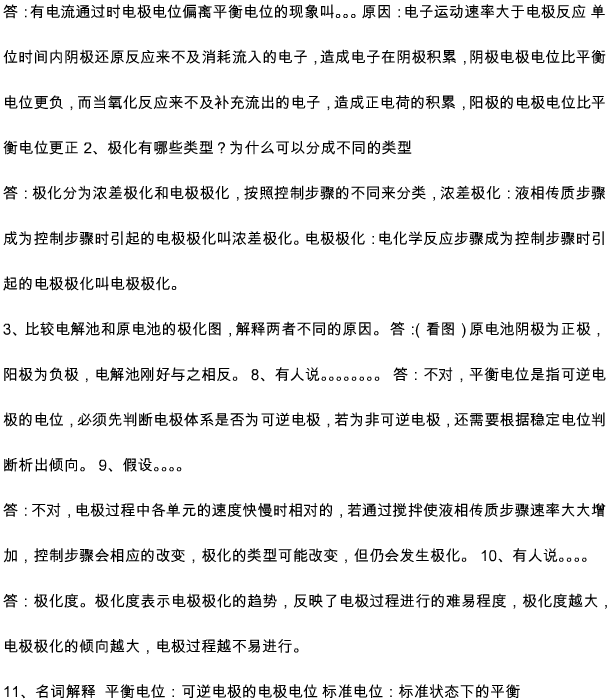 答：有电流通过时电极电位偏离平衡电位的现象叫。。。原因：电子运动速率大于电极反应 单
位时间内阴极还原反应来不及消耗流入的电子，造成电子在阴极积累，阴极电极电位比平衡
电位更负，而当氧化反应来不及补充流出的电子，造成正电荷的积累，阳极的电极电位比平
衡电位更正 2、极化有哪些类型？为什么可以分成不同的类型
答：极化分为浓差极化和电极极化，按照控制步骤的不同来分类，浓差极化：液相传质步骤
成为控制步骤时引起的电极极化叫浓差极化。电极极化：电化学反应步骤成为控制步骤时引
起的电极极化叫电极极化。
3、比较电解池和原电池的极化图，解释两者不同的原因。 答：（看图）原电池阴极为正极，
阳极为负极，电解池刚好与之相反。 8、有人说。。。。。。。。 答：不对，平衡电位是指可逆电
极的电位，必须先判断电极体系是否为可逆电极，若为非可逆电极，还需要根据稳定电位判
断析出倾向。 9、假设。。。。
答：不对，电极过程中各单元的速度快慢时相对的，若通过搅拌使液相传质步骤速率大大增
加，控制步骤会相应的改变，极化的类型可能改变，但仍会发生极化。 10、有人说。。。。
答：极化度。极化度表示电极极化的趋势，反映了电极过程进行的难易程度，极化度越大，
电极极化的倾向越大，电极过程越不易进行。
11、名词解释 平衡电位：可逆电极的电极电位 标准电位：标准状态下的平衡